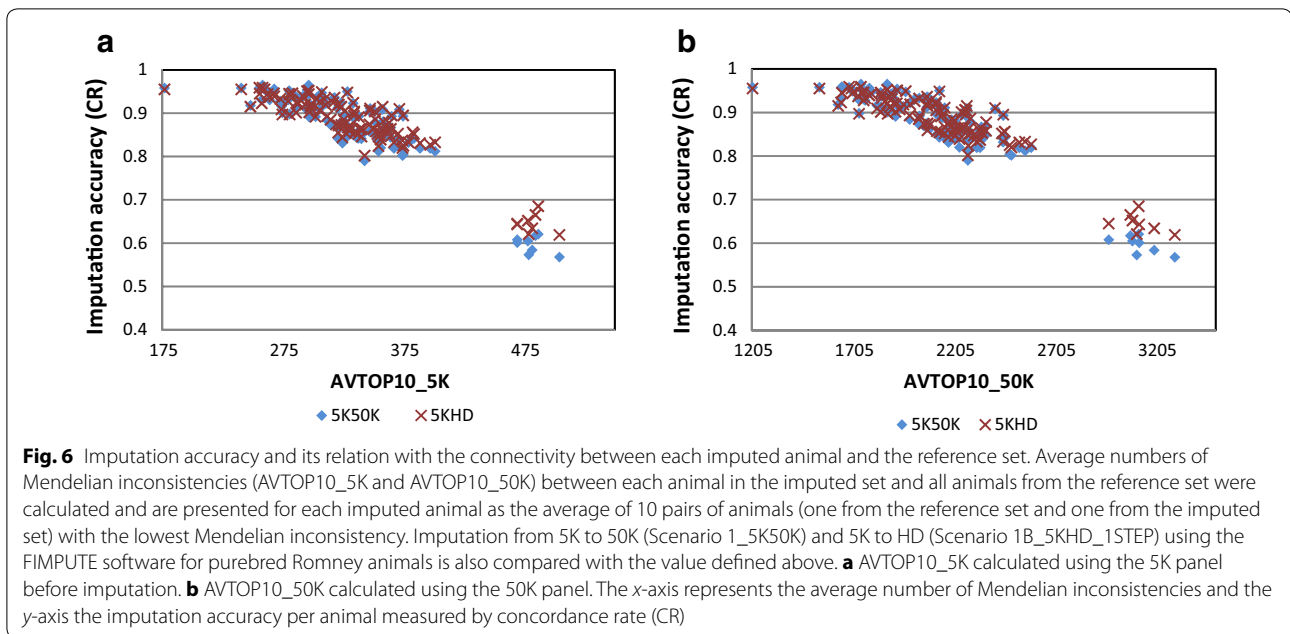 a
b
Imputation accuracy (CR)
1
0.9
0.8
0.7
0.6
0.5
0.4
175 275 375 475
AVTOP10_5K
5K50K 5KHD
Imputation accuracy (CR)
1
0.9
0.8
0.7
0.6
0.5
0.4
1205 1705 2205 2705 3205
AVTOP10_50K
5K50K 5KHD
Fig. 6 Imputation accuracy and its relation with the connectivity between each imputed animal and the reference set. Average numbers of
Mendelian inconsistencies (AVTOP10_5K and AVTOP10_50K) between each animal in the imputed set and all animals from the reference set were
calculated and are presented for each imputed animal as the average of 10 pairs of animals (one from the reference set and one from the imputed
set) with the lowest Mendelian inconsistency. Imputation from 5K to 50K (Scenario 1_5K50K) and 5K to HD (Scenario 1B_5KHD_1STEP) using the
FIMPUTE software for purebred Romney animals is also compared with the value defined above. a AVTOP10_5K calculated using the 5K panel
before imputation. b AVTOP10_50K calculated using the 50K panel. The x-axis represents the average number of Mendelian inconsistencies and the
y-axis the imputation accuracy per animal measured by concordance rate (CR)